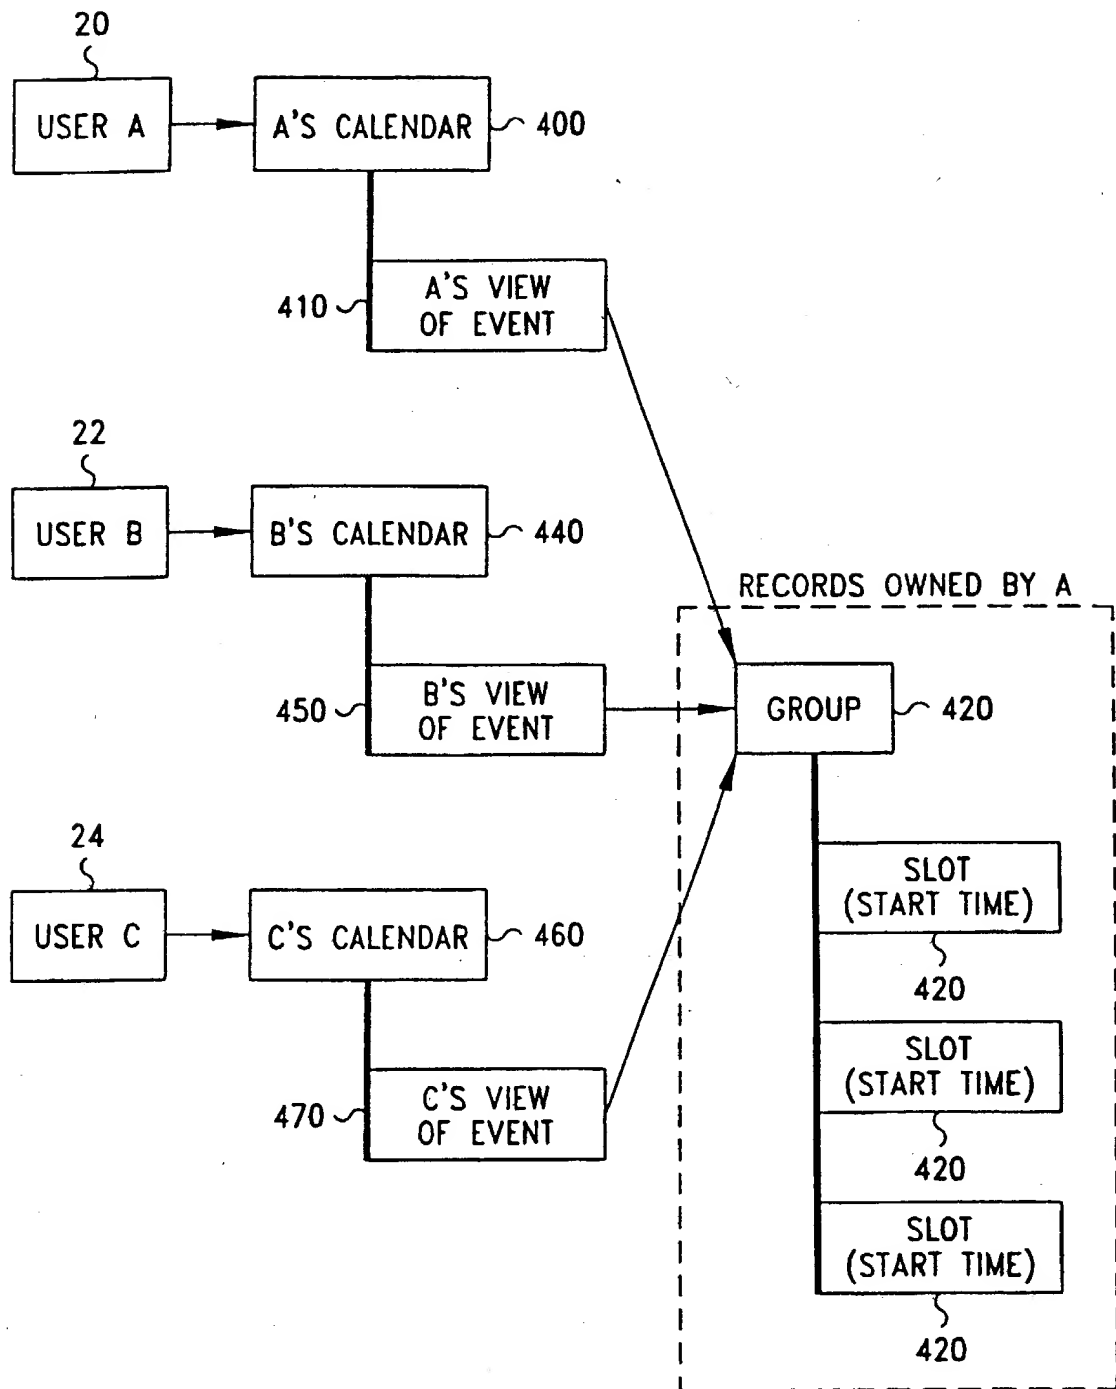 20
USER A
A'S CALENDAR
400
410
A'S VIEW
OF EVENT
22
USER B
B'S CALENDAR
440
450
B'S VIEW
OF EVENT
RECORDS OWNED BY A
GROUP
420
24
USER C
C'S CALENDAR
460
470
C'S VIEW
OF EVENT
SLOT
(START TIME)
420
SLOT
(START TIME)
420
SLOT
(START TIME)
420